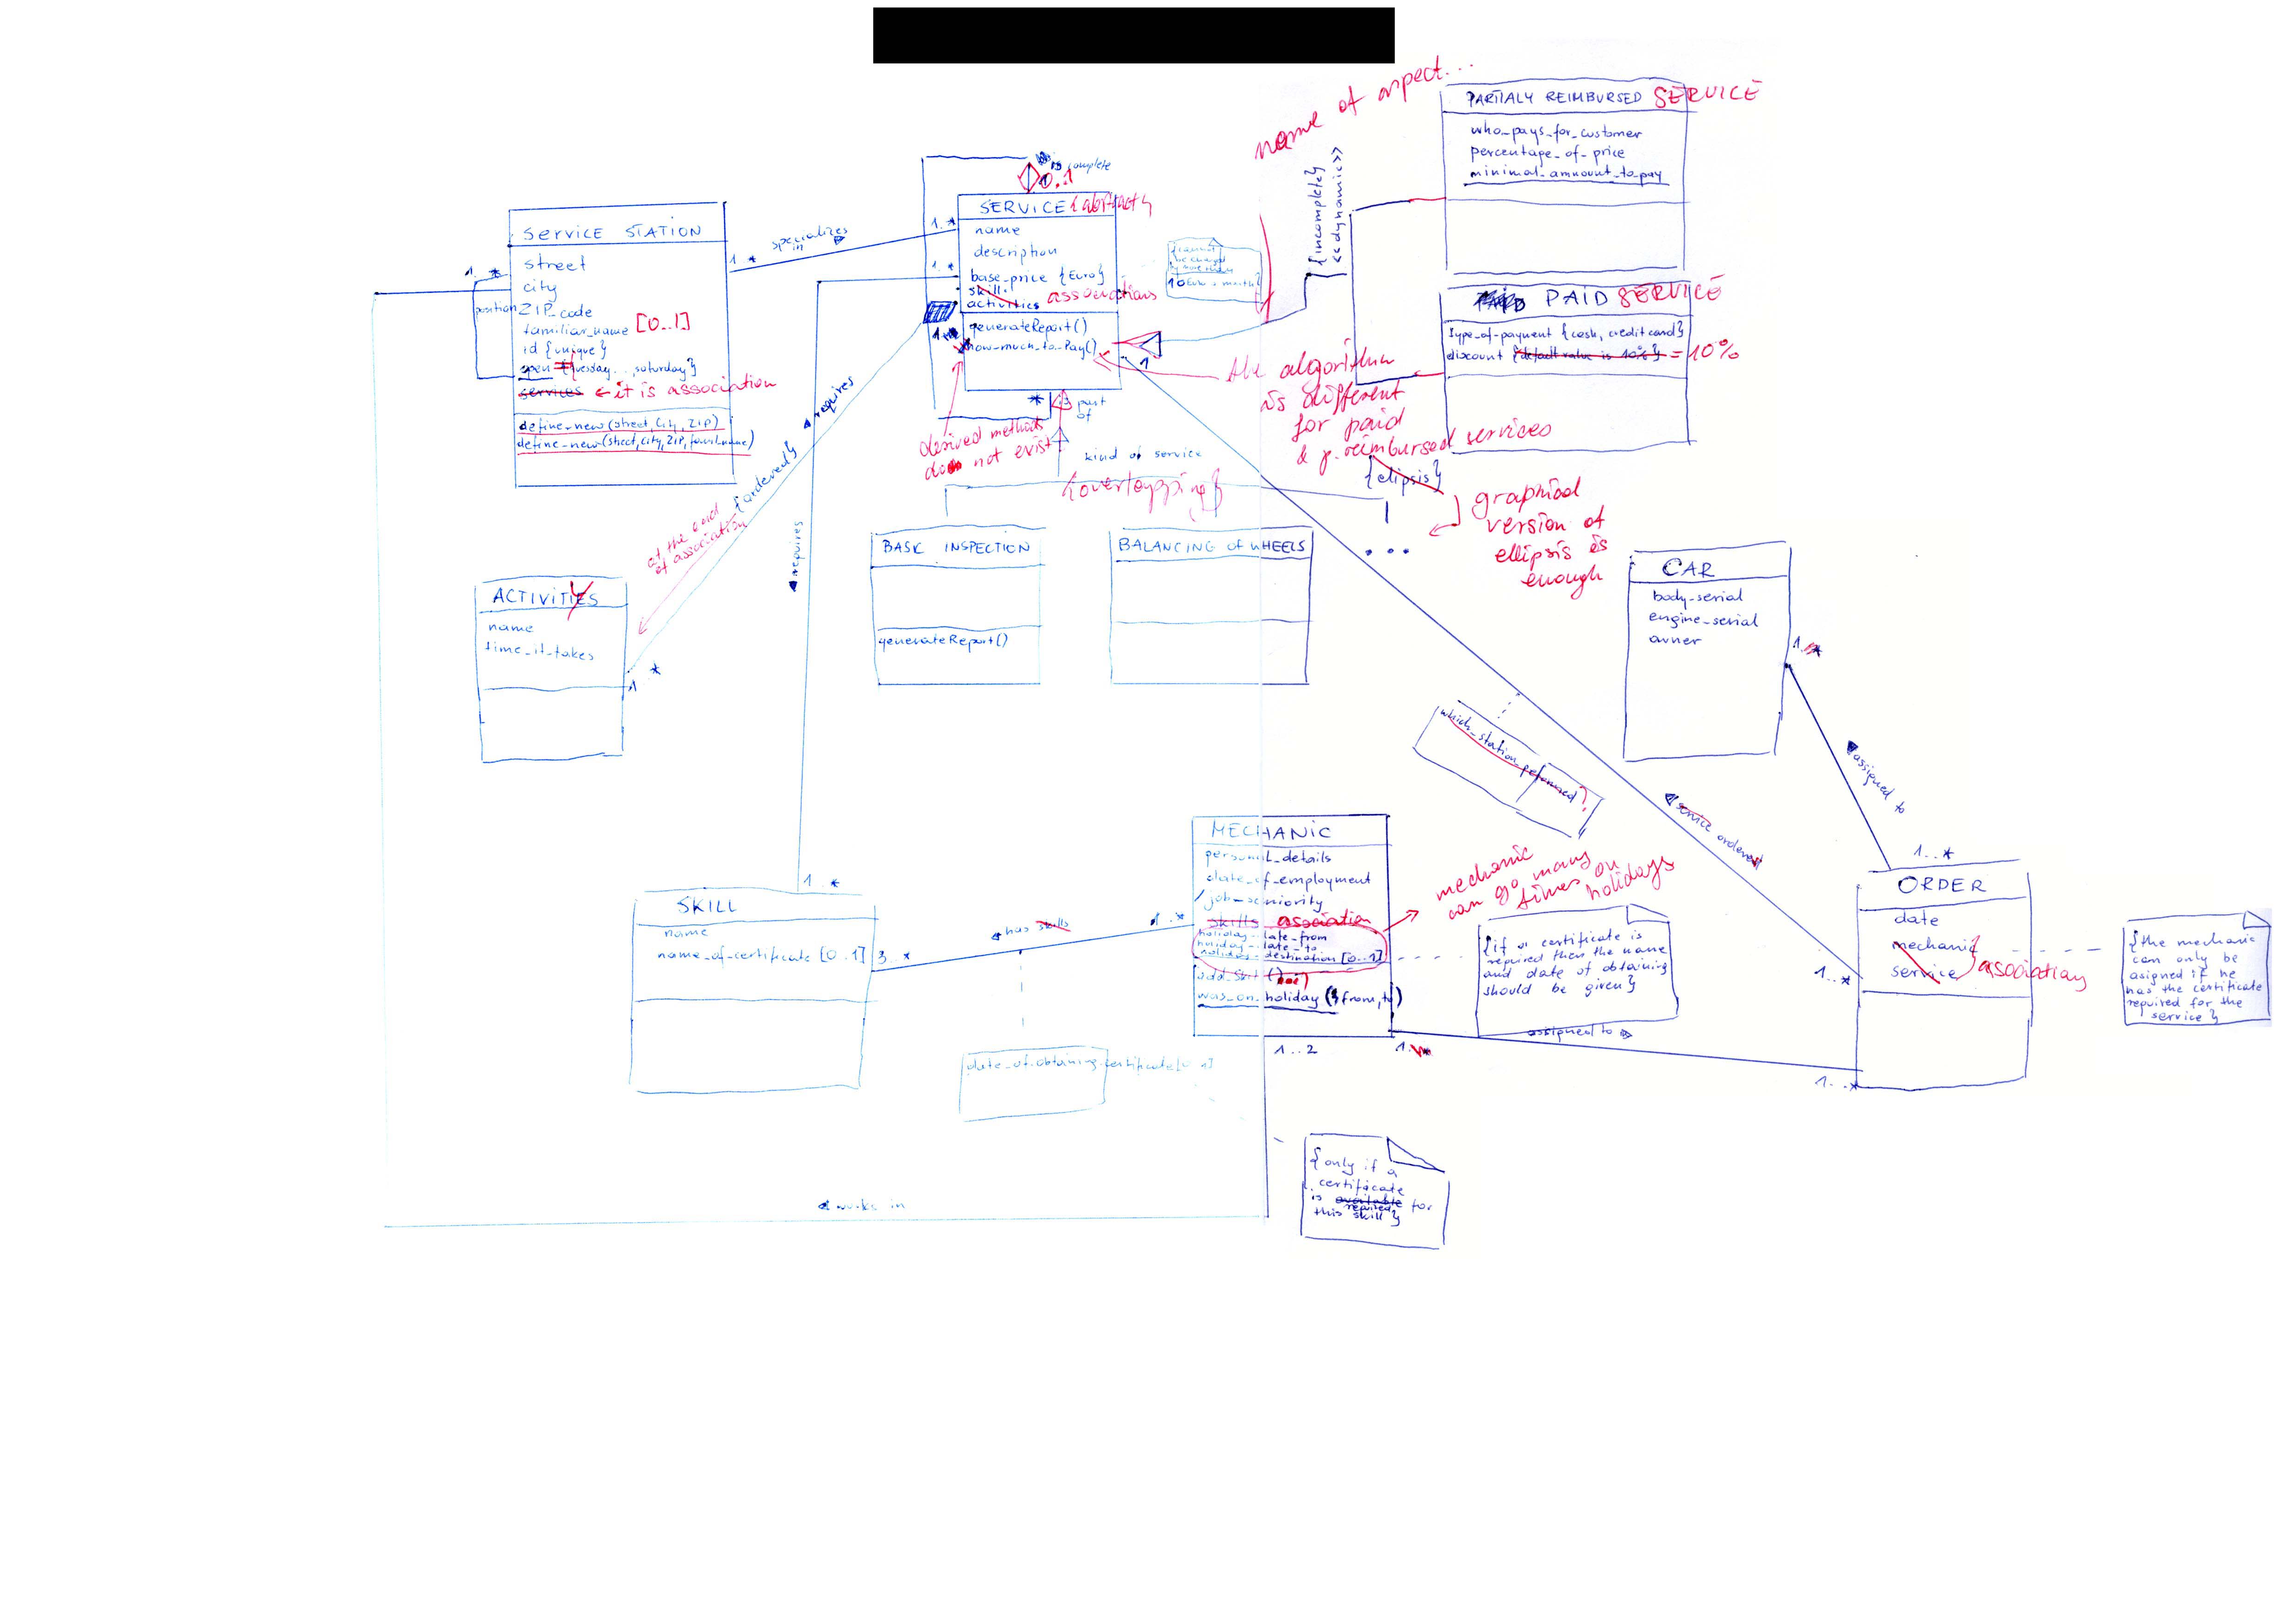 name of aspect...
PARTIALY REIMBURSED SERVICE
who_pays_for_customer
percentage_of_price
minimal_amount_to_pay
{incomplete}
<<dynamic>>
complete
0..1
SERVICE {abstract}
name
description
base_price {Euro}
skill
activities
associations
generateReport()
how_much_to_Pay()
1..*
1..*
specializes
in
1..*
SERVICE STATION
street
city
ZIP_code
familiar_name [0..1]
id {unique}
open {tuesday..saturday}
services ← it is association
define_new(street, city, ZIP)
define_new(street, city, ZIP, famil_name)
position
1..*
10 Euro a month}
PAID SERVICE
type_of_payment {cash, credit card}
discount {default value is 10%} = 10%
1
the algorithm
is different
for paid
& p. reimbursed services
*
part
of
derived methods
do not exist
kind of service
{overlapping}
{elipsis}
graphical
version of
ellipsis is
enough
...
requires
{ordered}
at the end
of association
requires
ACTIVITIES
Y
name
time_it_takes
1..*
BASIC INSPECTION
generateReport()
BALANCING of WHEELS
CAR
body-serial
engine_serial
owner
1..*
assigned to
which_station_performed?
service ordered
MECHANIC
personal_details
date_of_employment
/job_seniority
skills association
holiday_date_from
holiday_date_to
holiday_destination [0..1]
add_skill()
was_on_holiday (from, to)
mechanic
can go many
times on
holidays
{if a certificate is
required then the name
and date of obtaining
should be given}
1..*
ORDER
date
mechanic
service
association
1..*
{the mechanic
can only be
asigned if he
has the certificate
required for the
service}
assigned to
1..2
1..*
1..*
SKILL
name
name_of_certificate [0..1]
1..*
3..*
has skills
1..*
date_of_obtaining_certificate[0..1]
{only if a
certificate
is available for
required
this skill}
works in